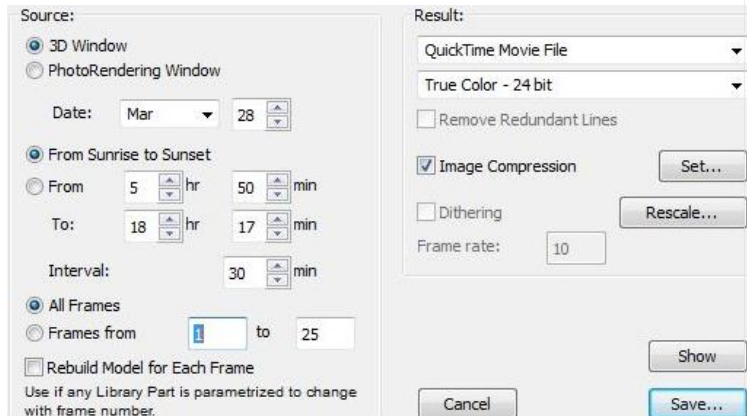 Source:
3D Window
PhotoRendering Window
Date: Mar 28
From Sunrise to Sunset
From 5 hr 50 min
To: 18 hr 17 min
Interval: 30 min
All Frames
Frames from 1 to 25
Rebuild Model for Each Frame
Use if any Library Part is parametrized to change
with frame number.
Result:
QuickTime Movie File
True Color - 24 bit
Remove Redundant Lines
Image Compression Set...
Dithering Rescale...
Frame rate: 10
Show
Cancel Save...